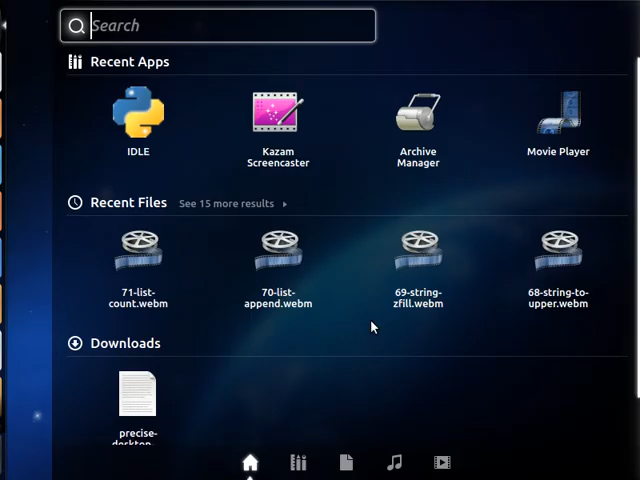 Search
Recent Apps
IDLE
Kazam
Screencaster
Archive
Manager
Movie Player
Recent Files See 15 more results
71-list-
count.webm
70-list-
append.webm
69-string-
zfill.webm
68-string-to-
upper.webm
Downloads
precise-
desktop-